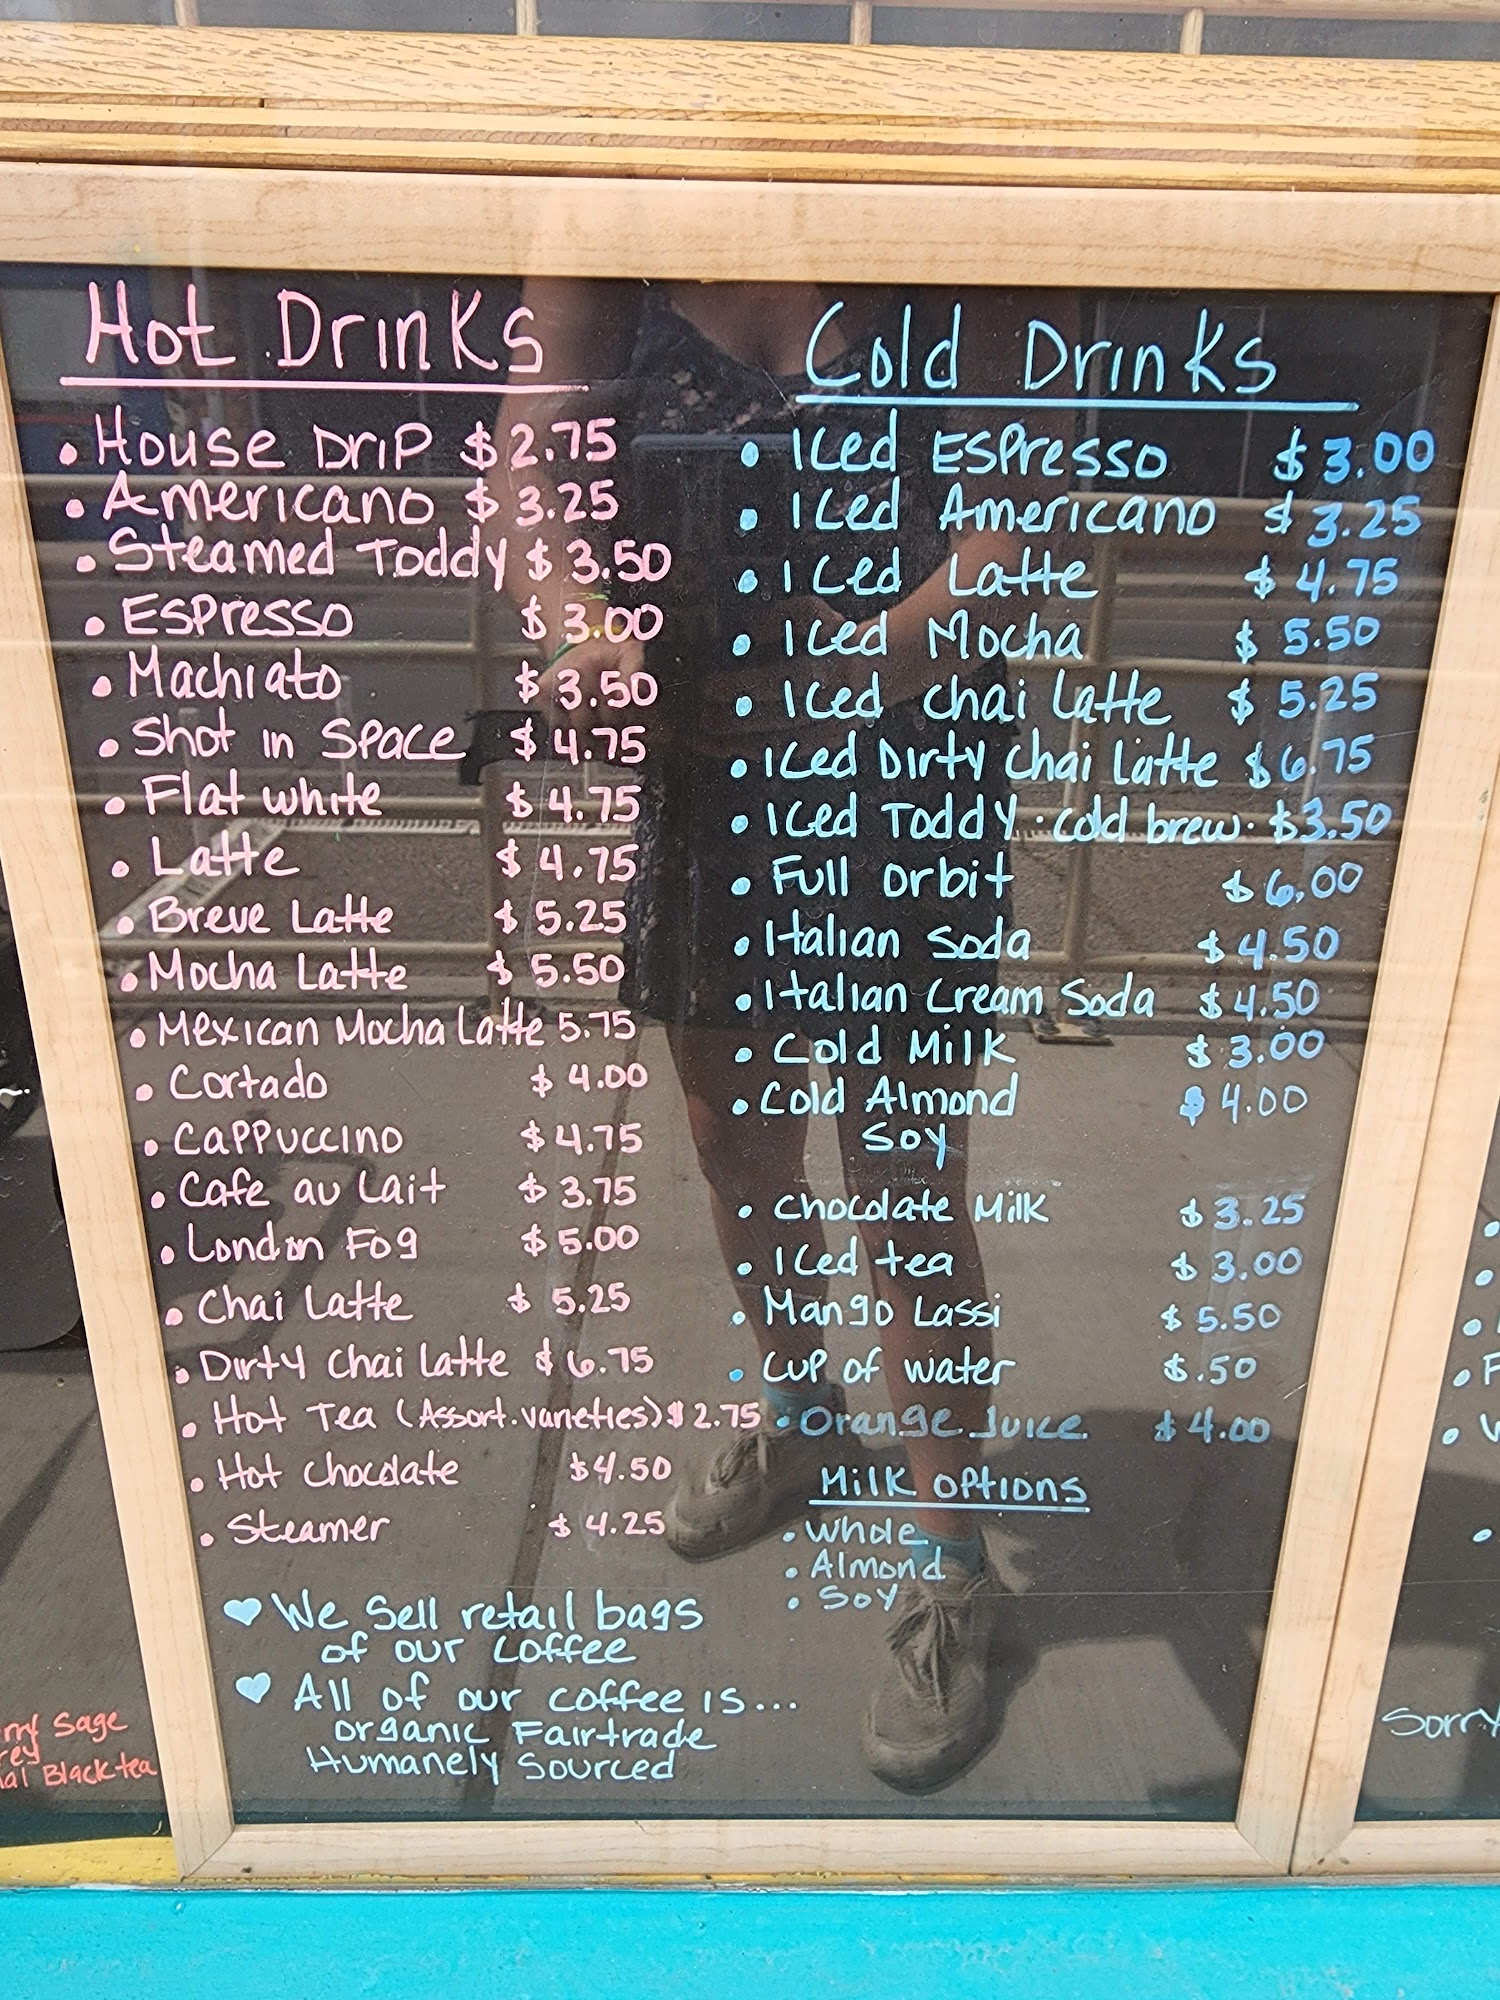 Hot Drinks
• House Drip $2.75
• Americano $3.25
• Steamed Toddy $3.50
• Espresso $3.00
• Machiato $3.50
• Shot in Space $4.75
• Flat white $4.75
• Latte $4.75
• Breve Latte $5.25
• Mocha Latte $5.50
• Mexican Mocha Latte 5.75
• Cortado $4.00
• Cappuccino $4.75
• Cafe au Lait $3.75
• London Fog $5.00
• Chai Latte $5.25
• Dirty Chai Latte $6.75
• Hot Tea (Assort. varieties) $2.75
• Hot Chocolate $4.50
• Steamer $4.25
♥ We Sell retail bags
of our coffee
♥ All of our coffee is...
organic Fairtrade
Humanely Sourced
Cold Drinks
• Iced Espresso $3.00
• Iced Americano $3.25
• Iced Latte $4.75
• Iced Mocha $5.50
• Iced Chai Latte $5.25
• Iced Dirty Chai Latte $6.75
• Iced Toddy · cold brew · $3.50
• Full Orbit $6.00
• Italian Soda $4.50
• Italian Cream Soda $4.50
• Cold Milk $3.00
• Cold Almond $4.00
Soy
• Chocolate Milk $3.25
• Iced tea $3.00
• Mango Lassi $5.50
• Cup of water $.50
• Orange Juice $4.00
Milk options
• Whole
• Almond
• Soy
Sage
Black tea
Sorry